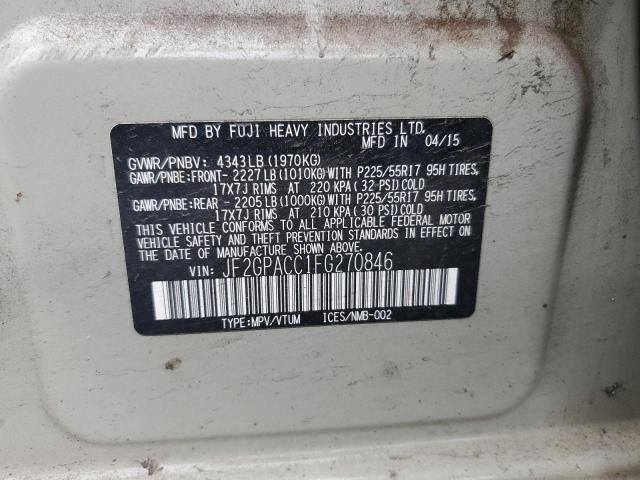 MFD BY FUJI HEAVY INDUSTRIES LTD.
MFD IN 04/15
GVWR/PNBV: 4343LB(1970KG)
GAWR/PNBE:FRONT- 2227LB(1010KG)WITH P225/55R17 95H TIRES,
17X7J RIMS AT 220 KPA(32 PSI)COLD
GAWR/PNBE:REAR - 2205LB(1000KG)WITH P225/55R17 95H TIRES,
17X7J RIMS AT 210 KPA(30 PSI)COLD
THIS VEHICLE CONFORMS TO ALL APPLICABLE FEDERAL MOTOR
VEHICLE SAFETY AND THEFT PREVENTION STANDARDS IN EFFECT ON
THE DATE OF MANUFACTURE SHOWN ABOVE.
VIN: JF2GPACC1FG270846
TYPE:MPV/VTUM ICES/NMB-002